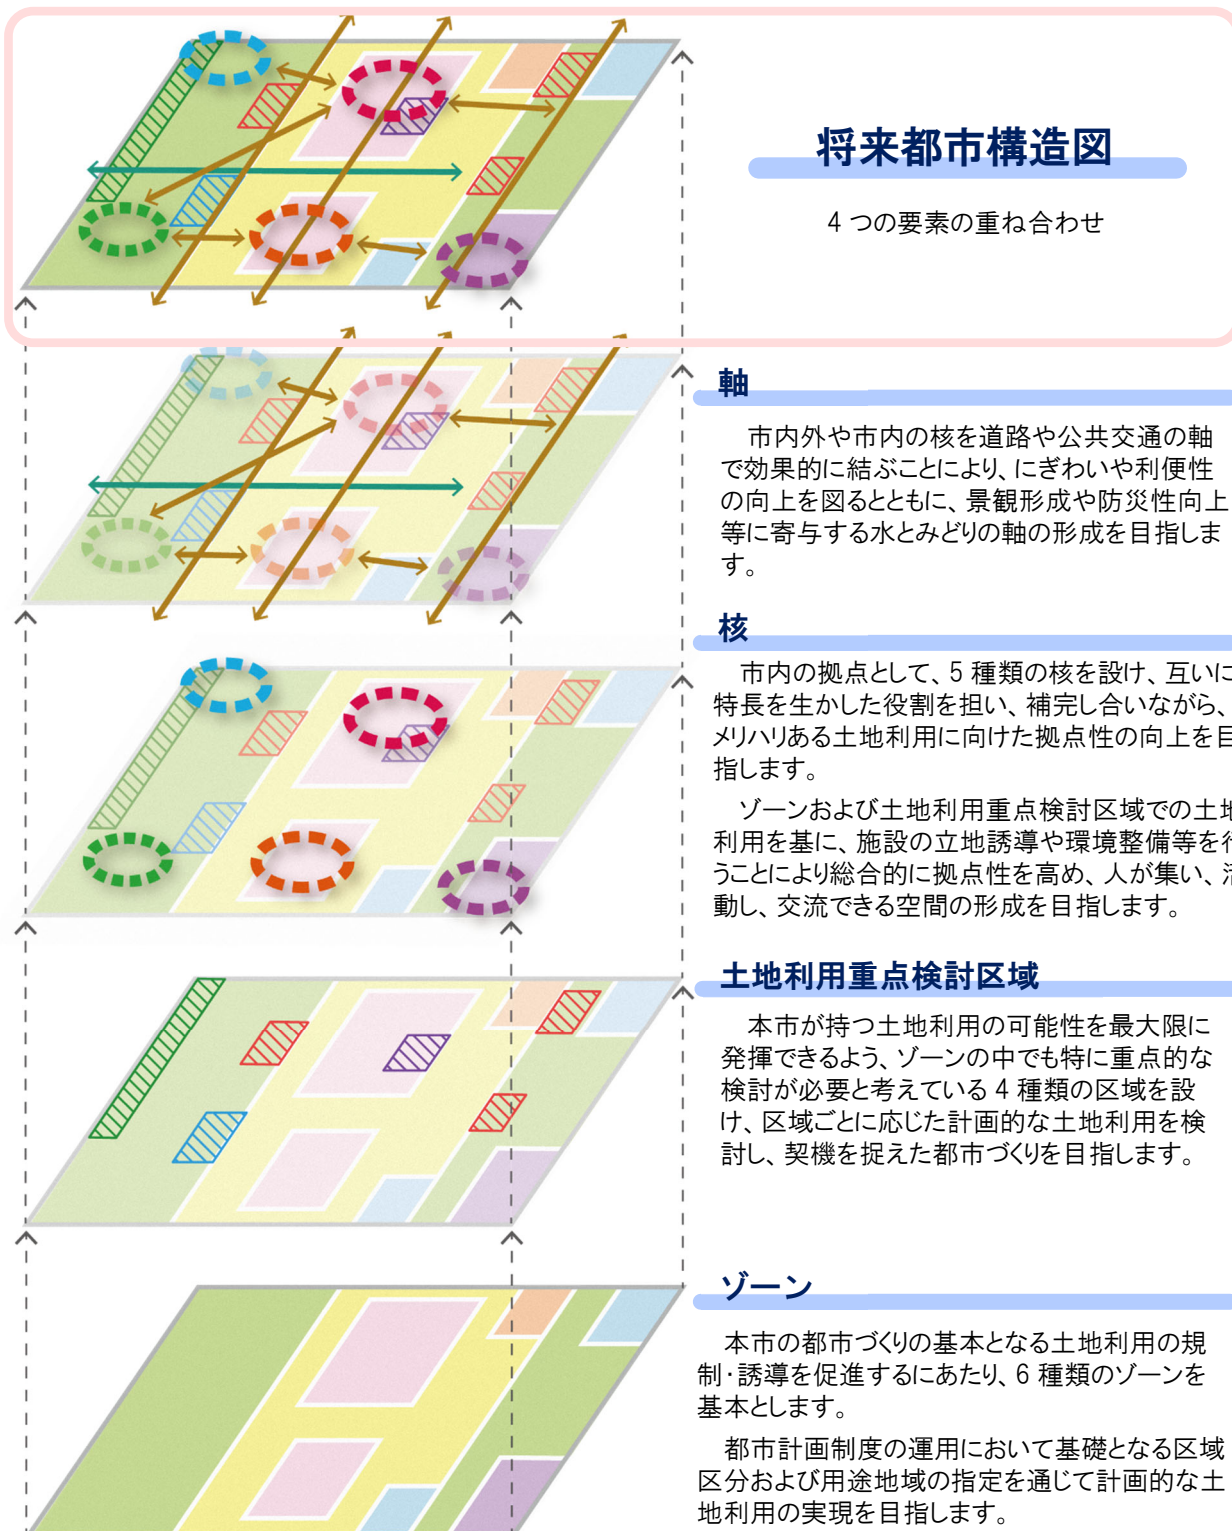 将来都市構造図
4 つの要素の重ね合わせ
軸
市内外や市内の核を道路や公共交通の軸
で効果的に結ぶことにより、にぎわいや利便性
の向上を図るとともに、景観形成や防災性向上
等に寄与する水とみどりの軸の形成を目指しま
す。
核
市内の拠点として、5 種類の核を設け、互いに
特長を生かした役割を担い、補完し合いながら、
メリハリある土地利用に向けた拠点性の向上を目
指します。
ゾーンおよび土地利用重点検討区域での土地
利用を基に、施設の立地誘導や環境整備等を行
うことにより総合的に拠点性を高め、人が集い、活
動し、交流できる空間の形成を目指します。
土地利用重点検討区域
本市が持つ土地利用の可能性を最大限に
発揮できるよう、ゾーンの中でも特に重点的な
検討が必要と考えている 4 種類の区域を設
け、区域ごとに応じた計画的な土地利用を検
討し、契機を捉えた都市づくりを目指します。
ゾーン
本市の都市づくりの基本となる土地利用の規
制・誘導を促進するにあたり、6 種類のゾーンを
基本とします。
都市計画制度の運用において基礎となる区域
区分および用途地域の指定を通じて計画的な土
地利用の実現を目指します。